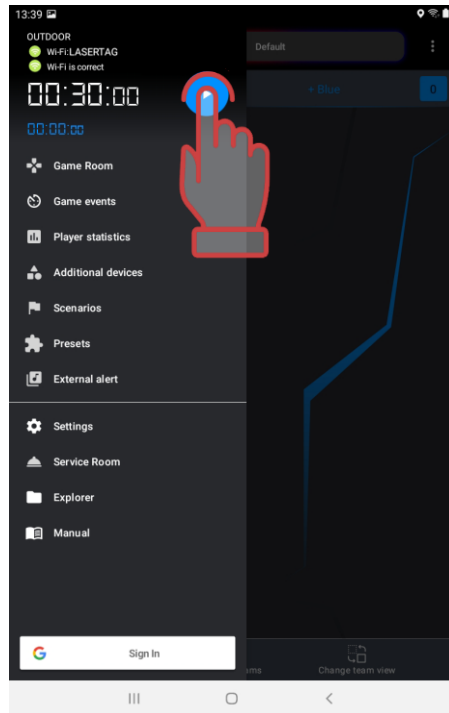 13:39
OUTDOOR
Wi-Fi:LASERTAG
Wi-Fi is correct
Default
00:30:00
+ Blue
0
00:00:00
Game Room
Game events
Player statistics
Additional devices
Scenarios
Presets
External alert
Settings
Service Room
Explorer
Manual
G
Sign In
ams
Change team view